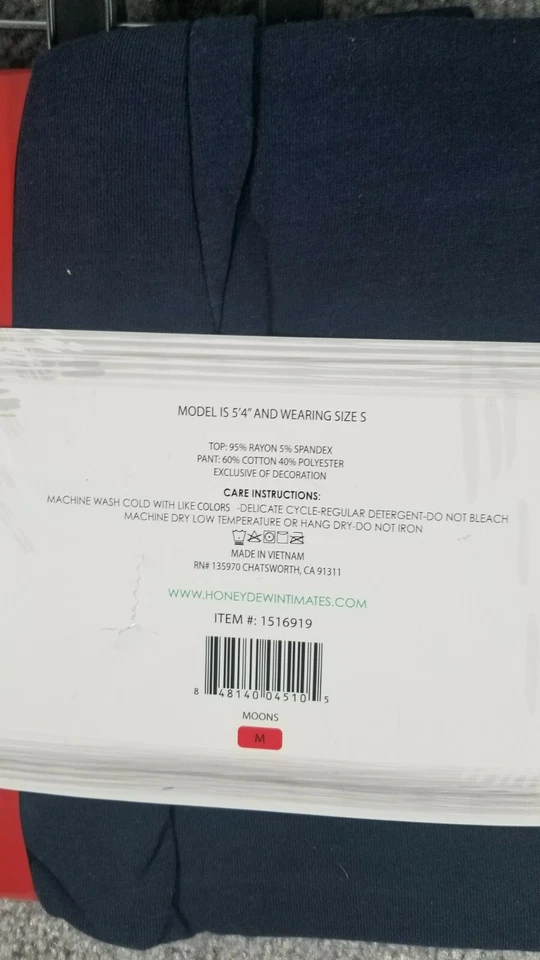 MODEL IS 5'4" AND WEARING SIZE S
TOP: 95% RAYON 5% SPANDEX
PANT: 60% COTTON 40% POLYESTER
EXCLUSIVE OF DECORATION
CARE INSTRUCTIONS:
MACHINE WASH COLD WITH LIKE COLORS -DELICATE CYCLE-REGULAR DETERGENT-DO NOT BLEACH
MACHINE DRY LOW TEMPERATURE OR HANG DRY-DO NOT IRON
MADE IN VIETNAM
RN# 135970 CHATSWORTH, CA 91311
WWW.HONEYDEWINTIMATES.COM
ITEM #: 1516919
8 48140 04510 5
MOONS
M